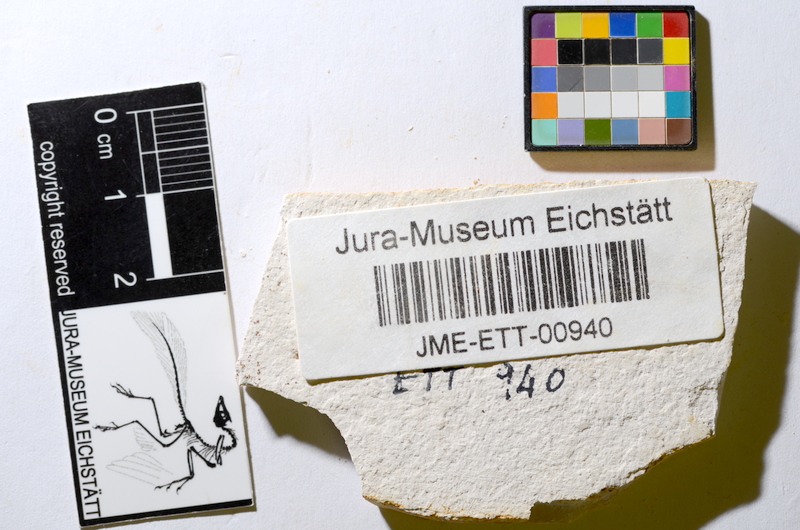 Jura-Museum Eichstätt
JME-ETT-00940
ETT 940
0
cm
1
2
copyright reserved
JURA-MUSEUM EICHSTÄTT